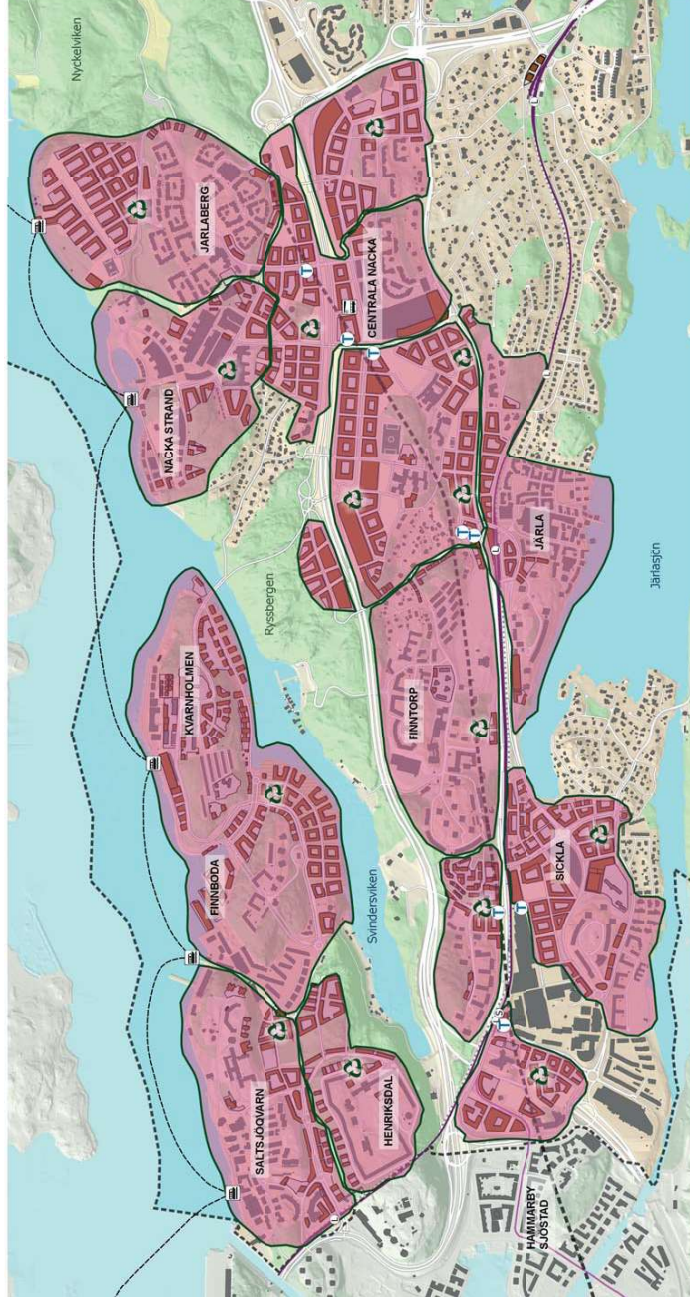 Nyckelviken
JARLABERG
NACKA STRAND
CENTRALA NACKA
KVARNHOLMEN
Ryssbergen
FINNTORP
JÄRLA
Järlasjön
FINNBODA
Svindersviken
SICKLA
SALTSJÖQVARN
HENRIKSDAL
HAMMARBY
SJÖSTAD
T
T
T
T
T
T
T
T
L
L
L
L